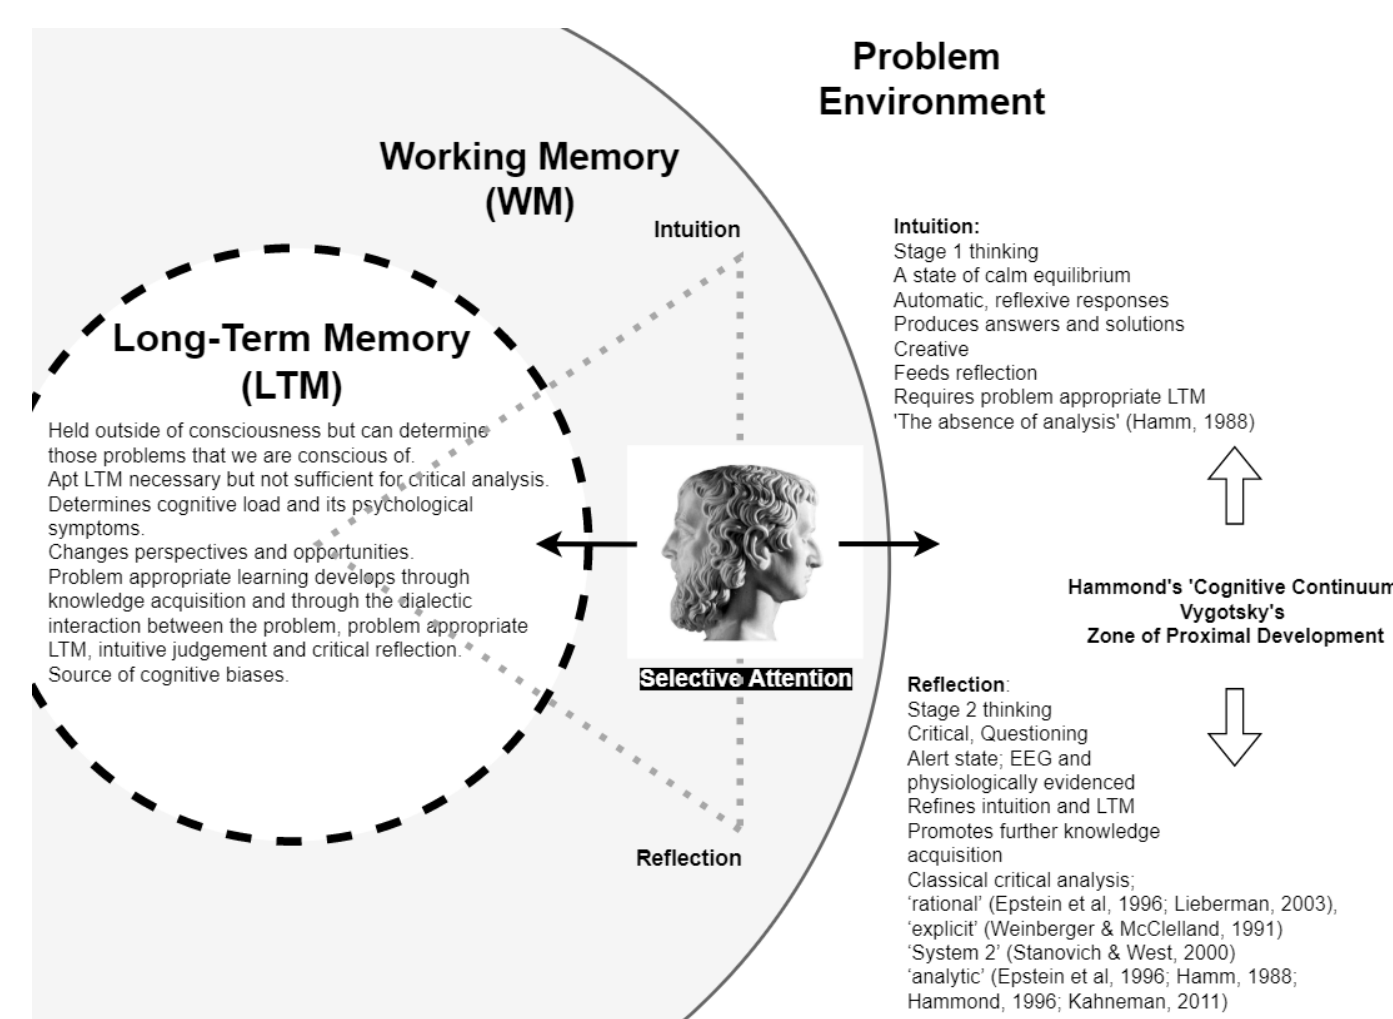 Problem
Environment
Working Memory
(WM)
Intuition
Long-Term Memory
(LTM)
Held outside of consciousness but can determine
those problems that we are conscious of.
Apt LTM necessary but not sufficient for critical analysis.
Determines cognitive load and its psychological
symptoms.
Changes perspectives and opportunities.
Problem appropriate learning develops through
knowledge acquisition and through the dialectic
interaction between the problem, problem appropriate
LTM, intuitive judgement and critical reflection.
Source of cognitive biases.
Selective Attention
Reflection
Intuition:
Stage 1 thinking
A state of calm equilibrium
Automatic, reflexive responses
Produces answers and solutions
Creative
Feeds reflection
Requires problem appropriate LTM
'The absence of analysis' (Hamm, 1988)
Hammond's 'Cognitive Continuum
Vygotsky's
Zone of Proximal Development
Reflection:
Stage 2 thinking
Critical, Questioning
Alert state; EEG and
physiologically evidenced
Refines intuition and LTM
Promotes further knowledge
acquisition
Classical critical analysis;
‘rational’ (Epstein et al, 1996; Lieberman, 2003),
‘explicit’ (Weinberger & McClelland, 1991)
‘System 2’ (Stanovich & West, 2000)
‘analytic’ (Epstein et al, 1996; Hamm, 1988;
Hammond, 1996; Kahneman, 2011)